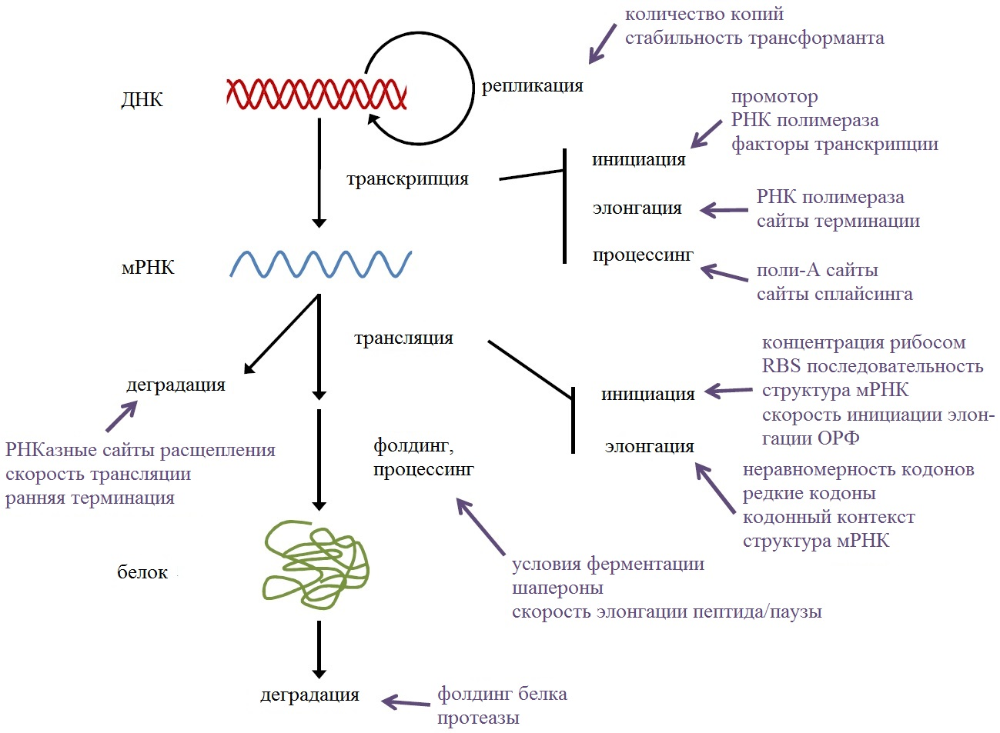 количество копий
стабильность трансформанта
репликация
ДНК
промотор
РНК полимераза
факторы транскрипции
инициация
транскрипция
элонгация
РНК полимераза
сайты терминации
процессинг
мРНК
поли-А сайты
сайты сплайсинга
трансляция
концентрация рибосом
RBS последовательность
структура мРНК
скорость инициации элон-
гации ОРФ
деградация
инициация
РНКазные сайты расщепления
скорость трансляции
ранняя терминация
фолдинг,
процессинг
элонгация
неравномерность кодонов
редкие кодоны
кодонный контекст
структура мРНК
белок
условия ферментации
шапероны
скорость элонгации пептида/паузы
деградация
фолдинг белка
протеазы